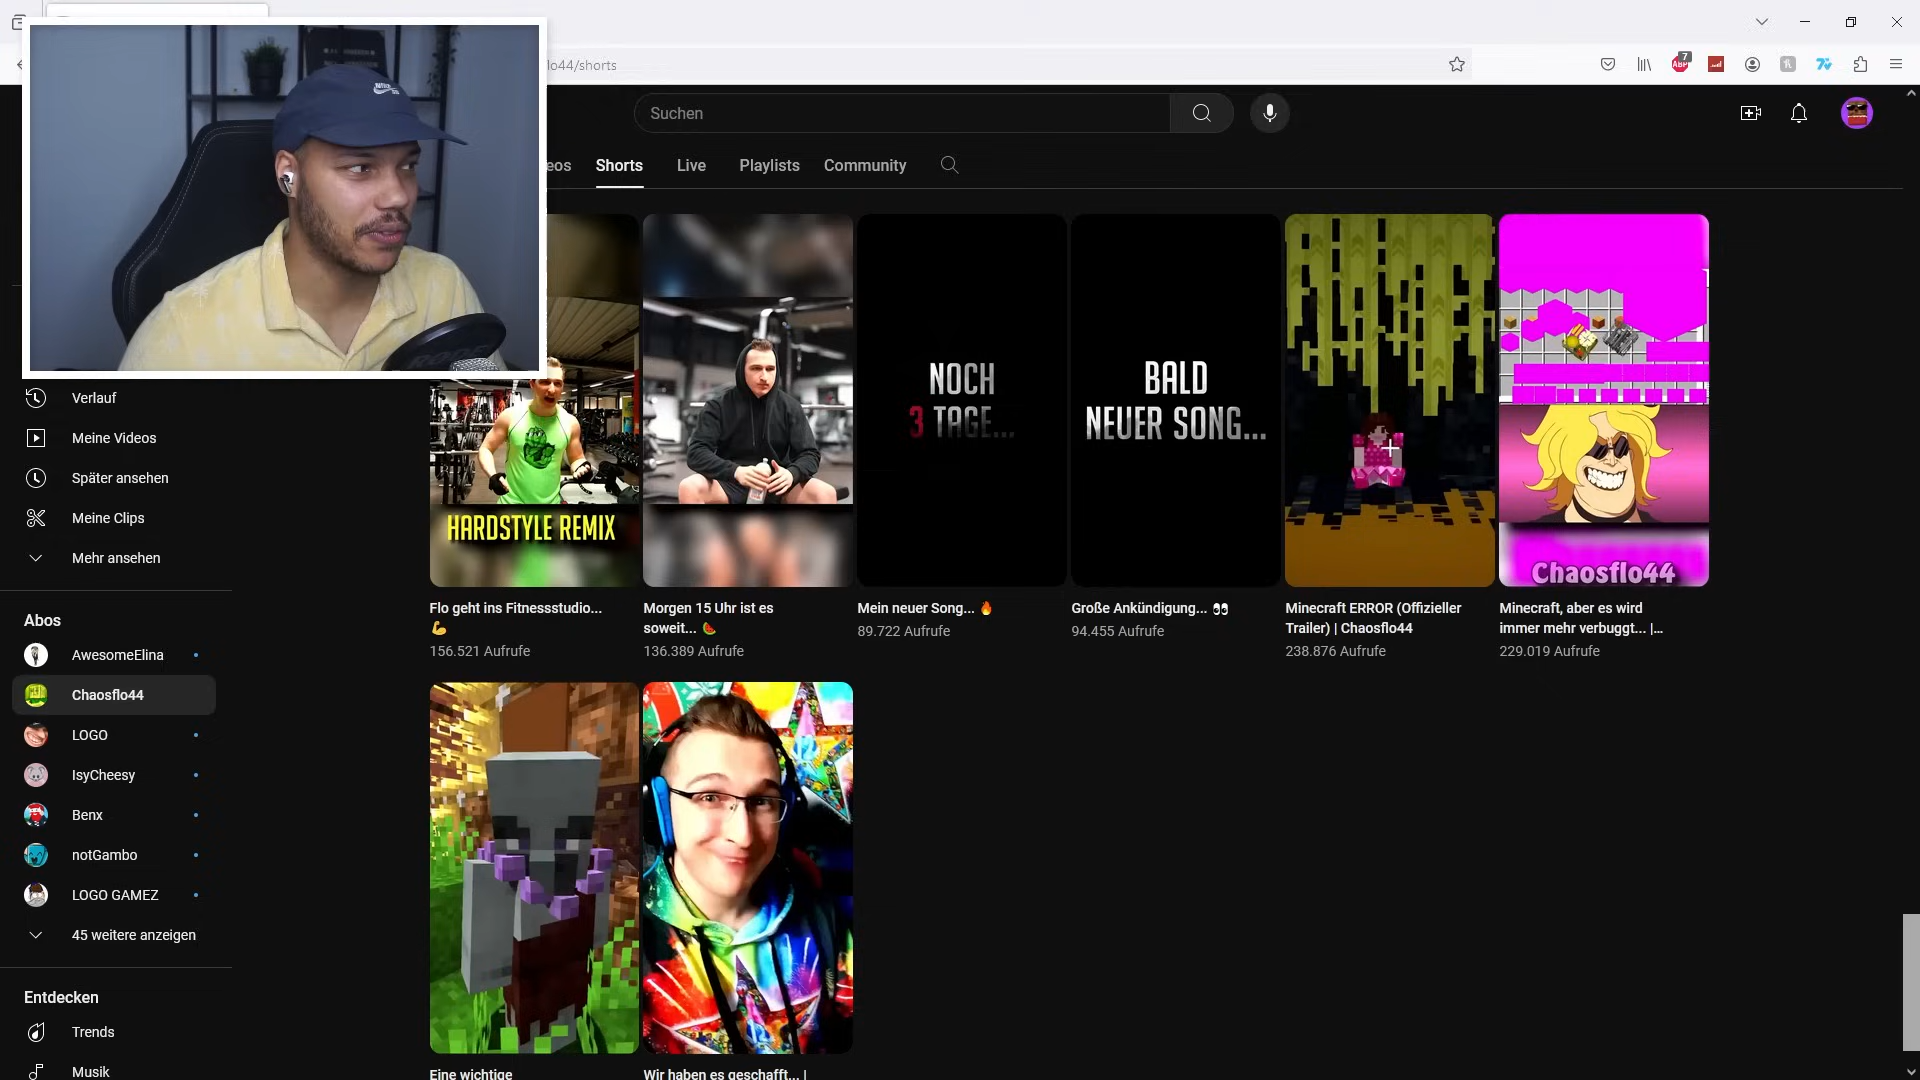 lo44/shorts
7
ABP
Suchen
eos
Shorts
Live
Playlists
Community
NOCH
3 TAGE...
BALD
NEUER SONG...
HARDSTYLE REMIX
Chaosflo44
Flo geht ins Fitnessstudio...
💪
156.521 Aufrufe
Morgen 15 Uhr ist es
soweit... 🍉
136.389 Aufrufe
Mein neuer Song... 🔥
89.722 Aufrufe
Große Ankündigung... 👀
94.455 Aufrufe
Minecraft ERROR (Offizieller
Trailer) | Chaosflo44
238.876 Aufrufe
Minecraft, aber es wird
immer mehr verbuggt... |...
229.019 Aufrufe
Verlauf
Meine Videos
Später ansehen
Meine Clips
Mehr ansehen
Abos
AwesomeElina
Chaosflo44
LOGO
IsyCheesy
Benx
notGambo
LOGO GAMEZ
45 weitere anzeigen
Entdecken
Trends
Musik
Eine wichtige
Wir haben es geschafft... |